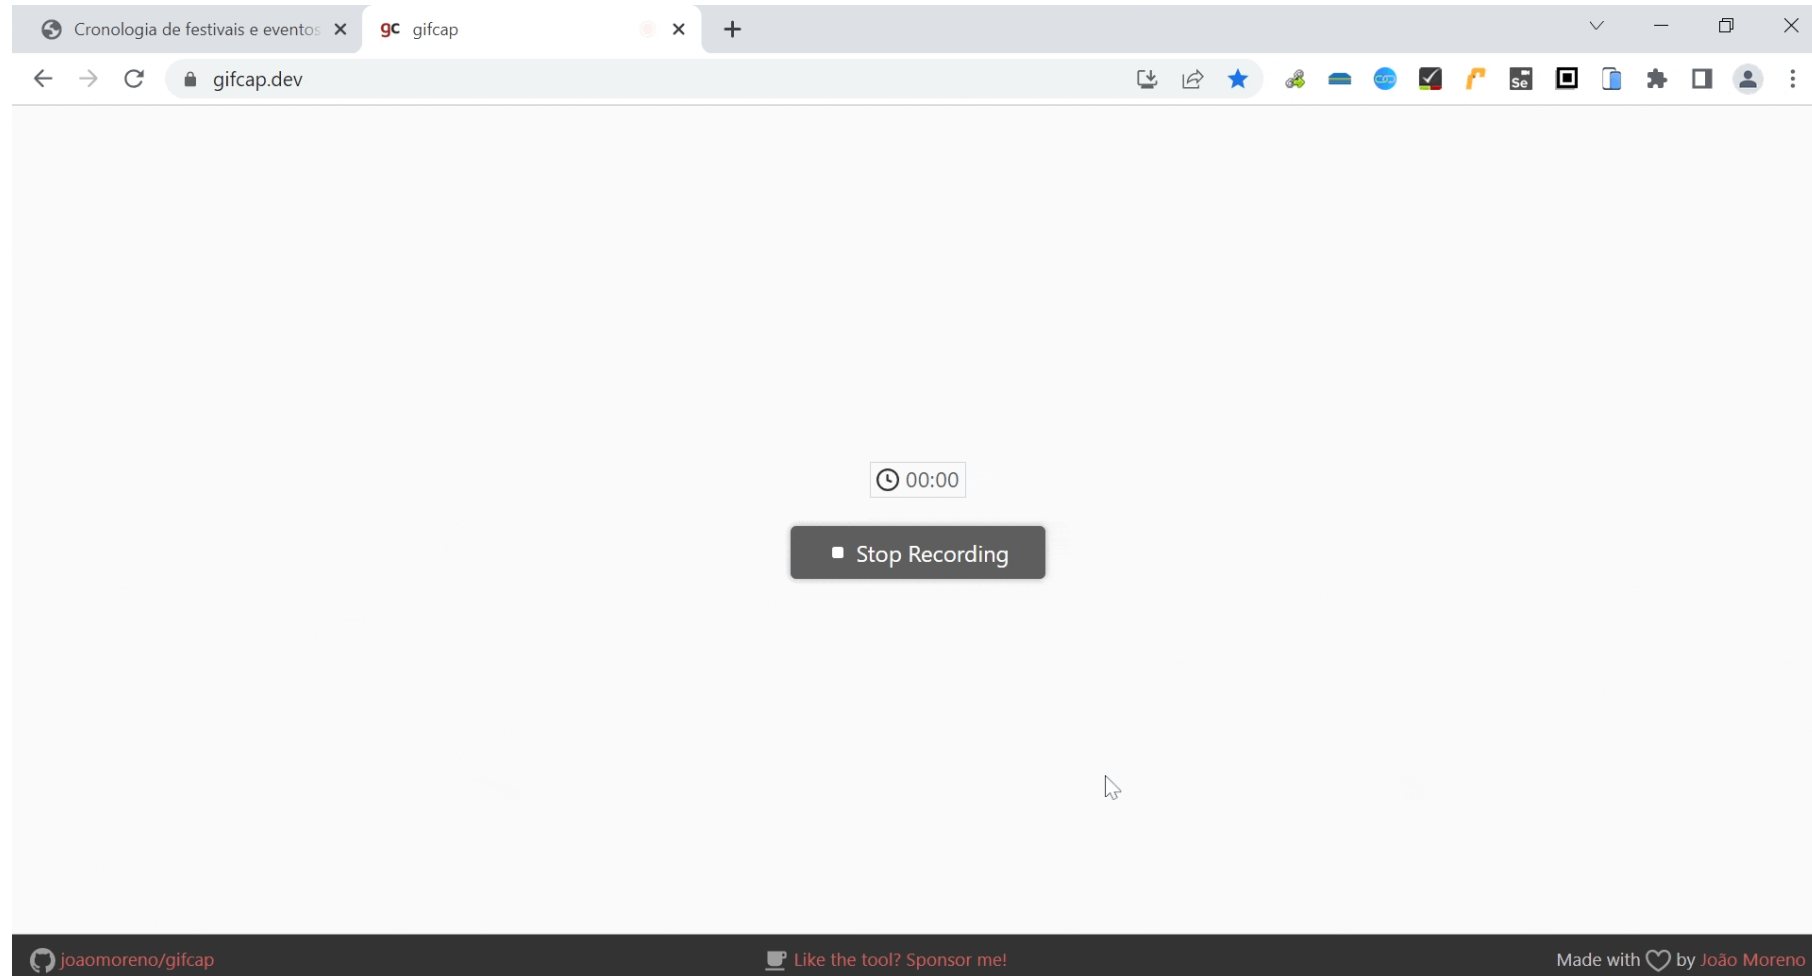 Cronologia de festivais e eventos
gc gifcap
gifcap.dev
Se
00:00
Stop Recording
joaomoreno/gifcap
Like the tool? Sponsor me!
Made with by João Moreno